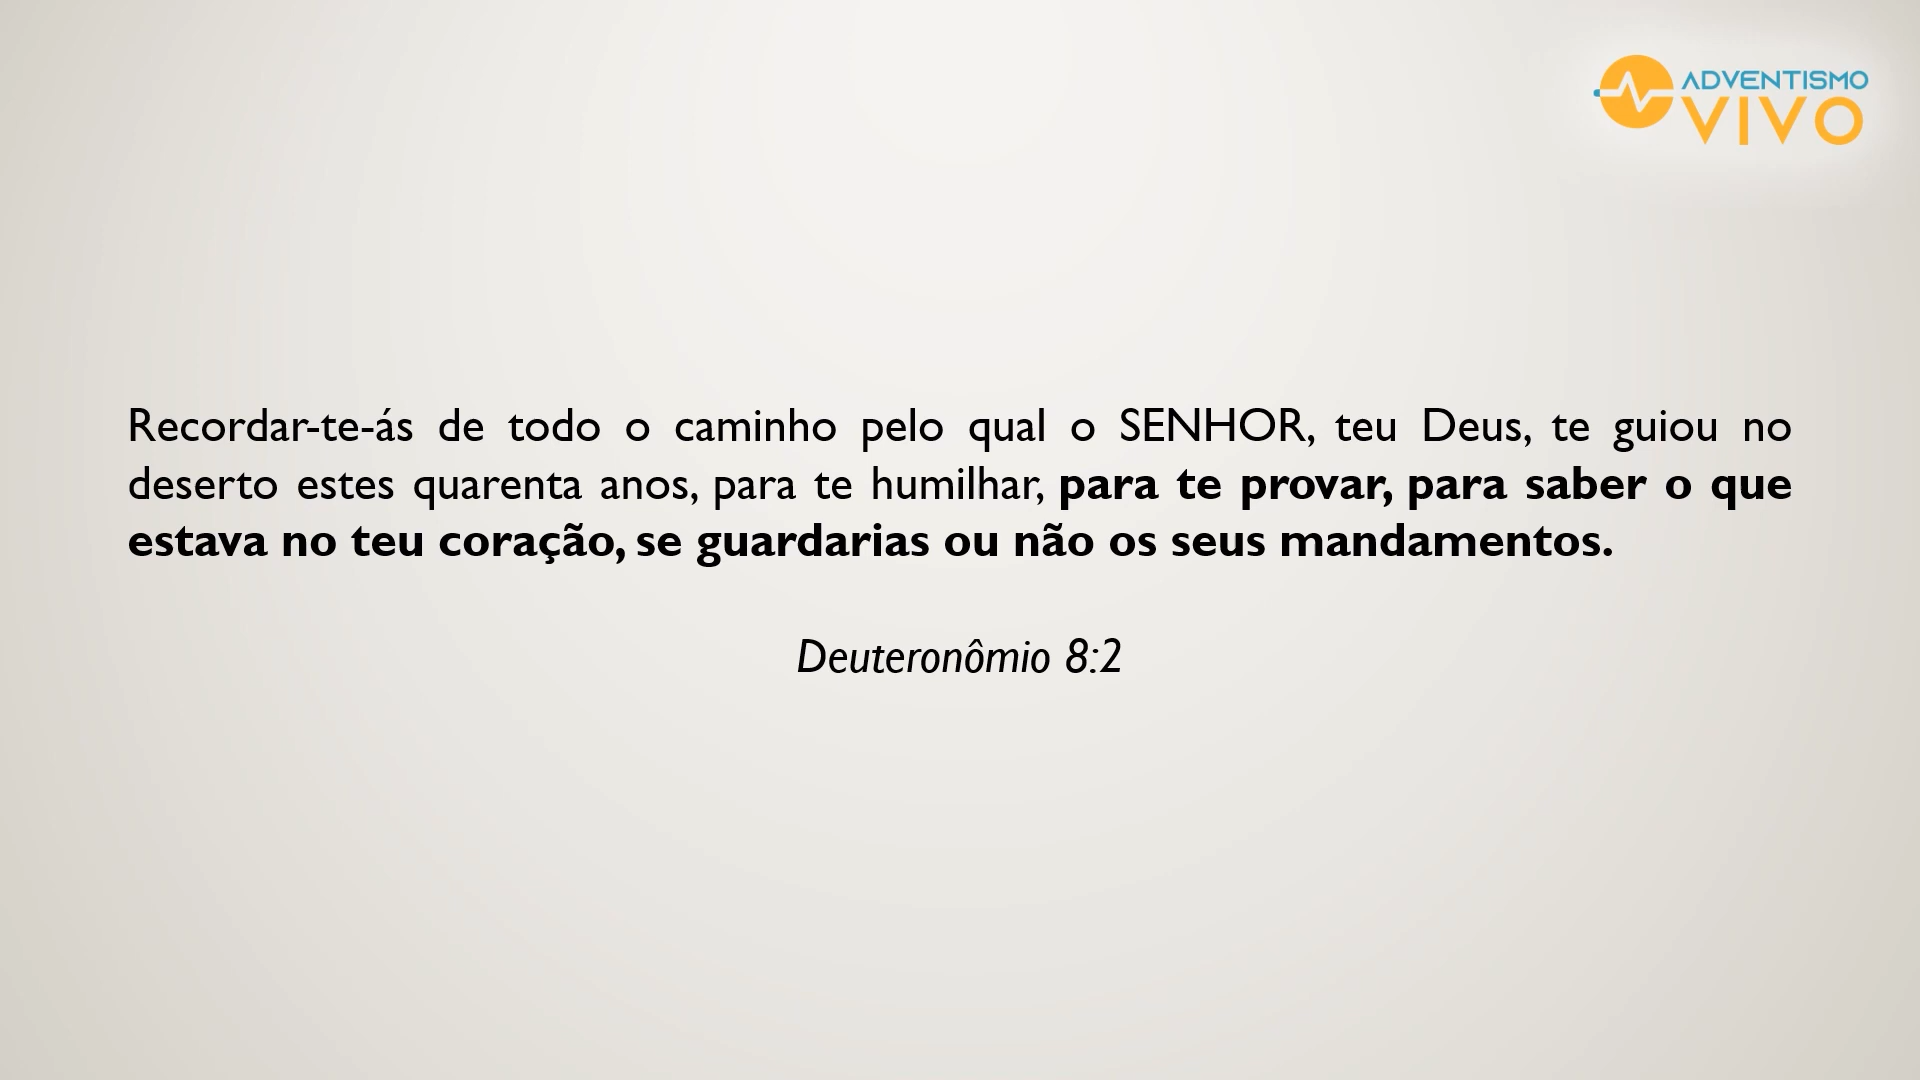 ADVENTISMO
VIVO
Recordar-te-ás de todo o caminho pelo qual o SENHOR, teu Deus, te guiou no
deserto estes quarenta anos, para te humilhar, para te provar, para saber o que
estava no teu coração, se guardarias ou não os seus mandamentos.
Deuteronômio 8:2